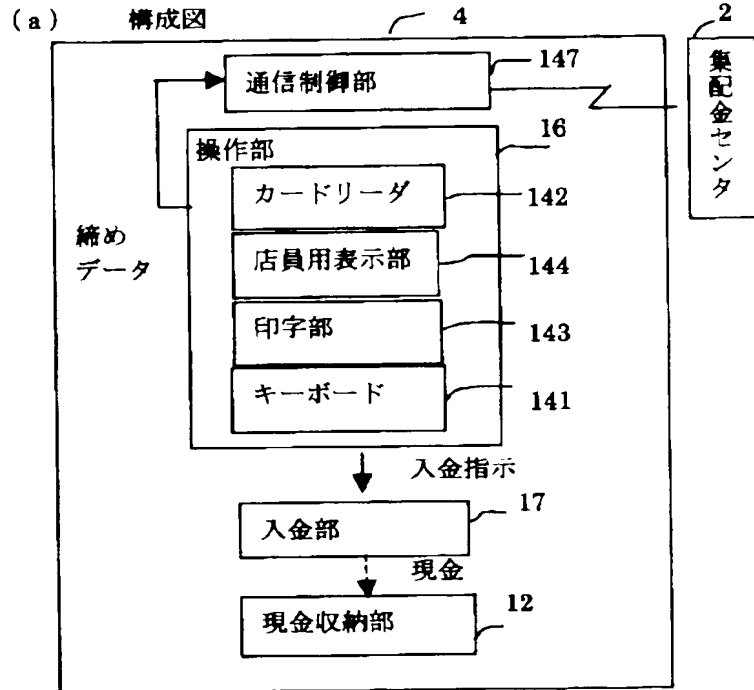 (a) 構成図
4
2
通信制御部
147
集配金センタ
操作部
16
カードリーダ
142
締め
データ
店員用表示部
144
印字部
143
キーボード
141
入金指示
入金部
17
現金
現金収納部
12